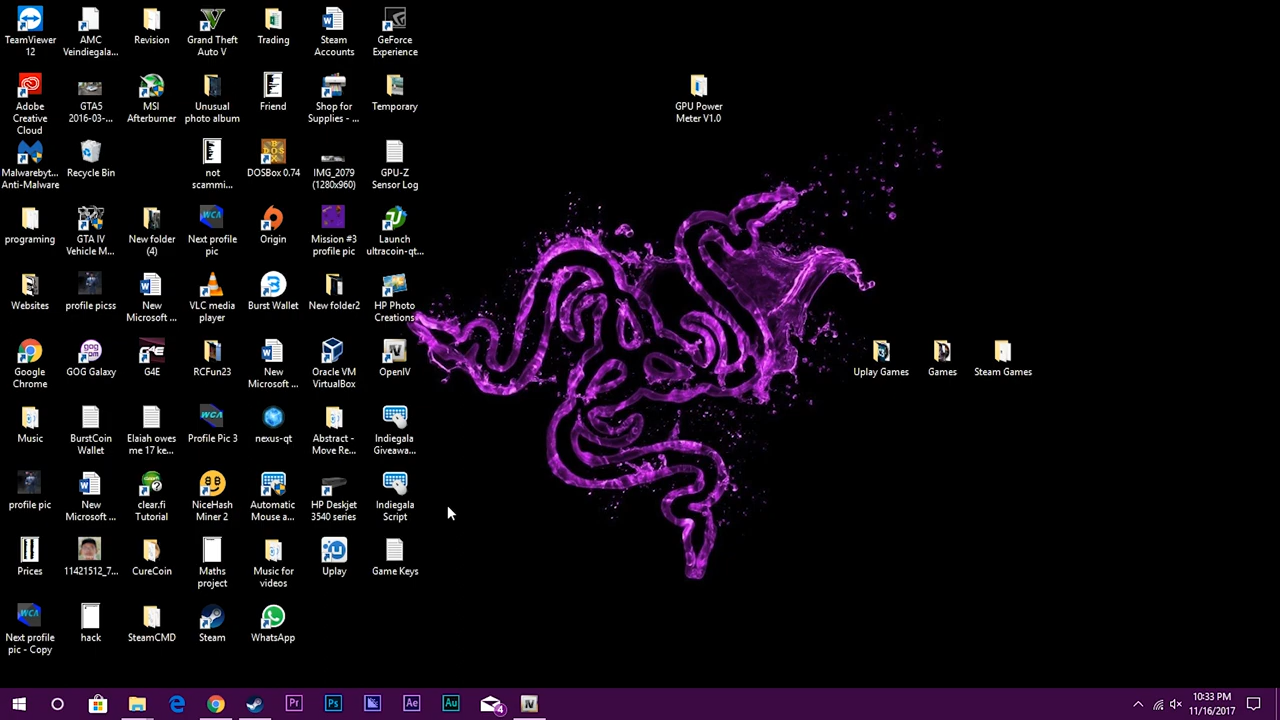 TeamViewer
12
AMC
Veindiegala...
Revision
Grand Theft
Auto V
Trading
Steam
Accounts
GeForce
Experience
Adobe
Creative
Cloud
GTA5
2016-03-...
MSI
Afterburner
Unusual
photo album
Friend
Shop for
Supplies - ...
Temporary
GPU Power
Meter V1.0
Malwarebyt...
Anti-Malware
Recycle Bin
not
scammi...
DOSBox 0.74
IMG_2079
(1280x960)
GPU-Z
Sensor Log
programing
GTA IV
Vehicle M...
New folder
(4)
Next profile
pic
Origin
Mission #3
profile pic
Launch
ultracoin-qt...
Websites
profile picss
New
Microsoft ...
VLC media
player
Burst Wallet
New folder2
HP Photo
Creations
Google
Chrome
GOG Galaxy
G4E
RCFun23
New
Microsoft ...
Oracle VM
VirtualBox
OpenIV
Uplay Games
Games
Steam Games
Music
BurstCoin
Wallet
Elaiah owes
me 17 ke...
Profile Pic 3
nexus-qt
Abstract -
Move Re...
Indiegala
Giveawa...
profile pic
New
Microsoft ...
clear.fi
Tutorial
NiceHash
Miner 2
Automatic
Mouse a...
HP Deskjet
3540 series
Indiegala
Script
Prices
11421512_7...
CureCoin
Maths
project
Music for
videos
Uplay
Game Keys
Next profile
pic - Copy
hack
SteamCMD
Steam
WhatsApp
Pr
Ps
Ae
Au
4
IV
10:33 PM
11/16/2017